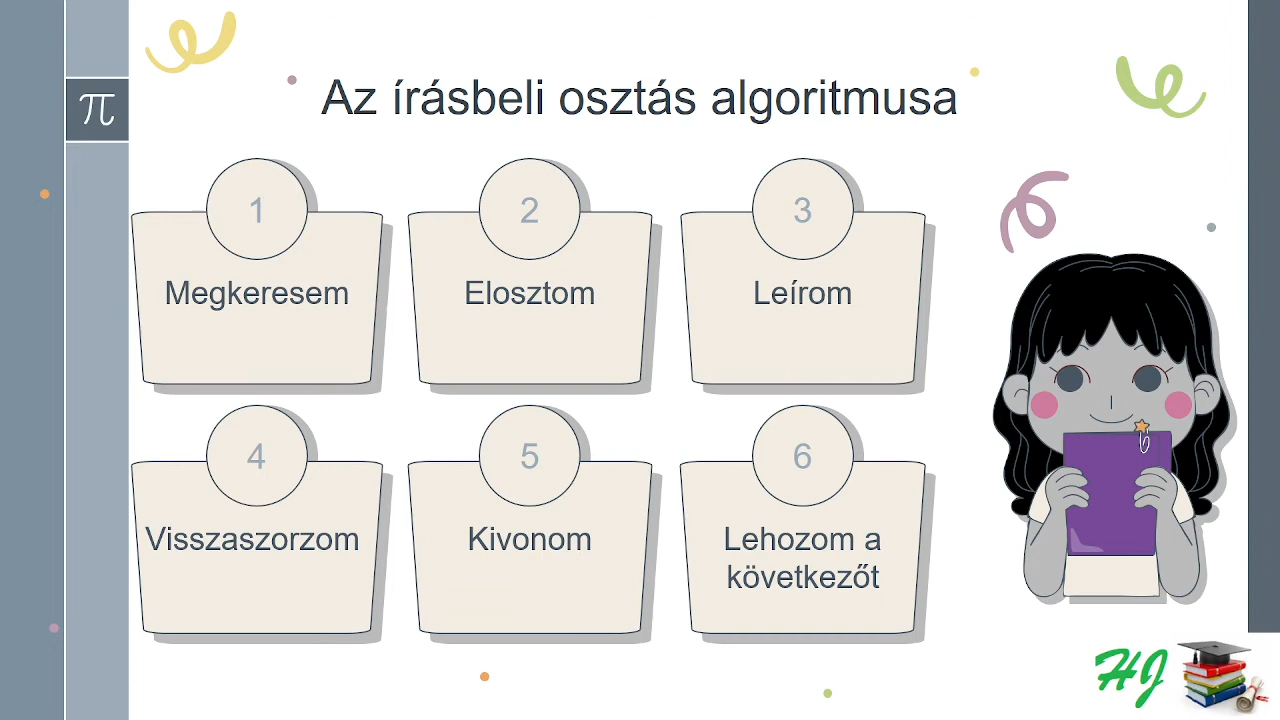 π
Az írásbeli osztás algoritmusa
1
2
3
Megkeresem
Elosztom
Leírom
4
5
6
Visszaszorzom
Kivonom
Lehozom a
következőt
HJ